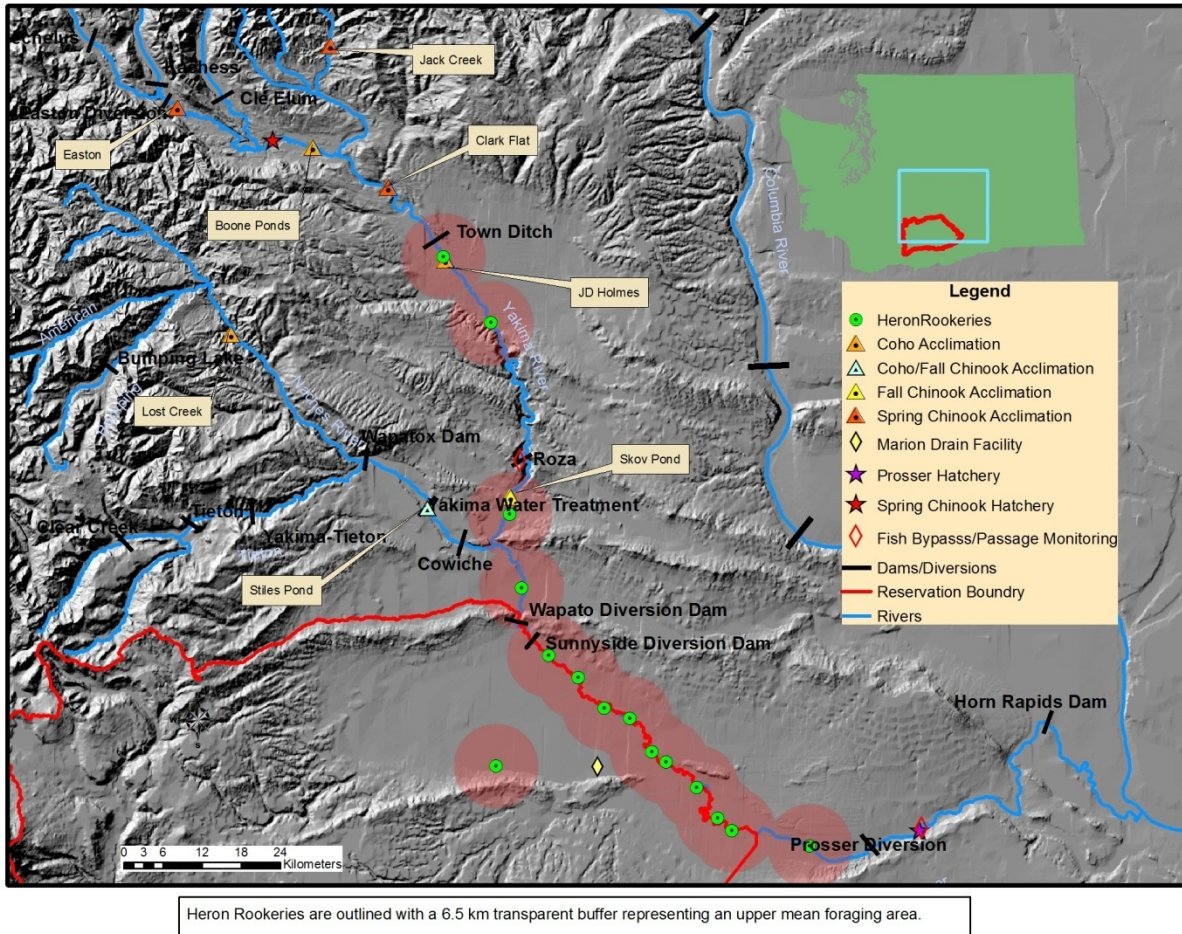 echelus
Kachess
Jack Creek
Cle Elum
Easton Diversion
Easton
Clark Flat
Boone Ponds
Town Ditch
JD Holmes
Columbia River
Yakima River
American
Bumping Lake
Lost Creek
Naches River
Wapatox Dam
Roza
Skov Pond
Yakima Water Treatment
Tieton
Clear Creek
Yakima-Tieton
Tieton
Cowiche
Stiles Pond
Wapato Diversion Dam
Sunnyside Diversion Dam
Horn Rapids Dam
Prosser Diversion
Legend
HeronRookeries
Coho Acclimation
Coho/Fall Chinook Acclimation
Fall Chinook Acclimation
Spring Chinook Acclimation
Marion Drain Facility
Prosser Hatchery
Spring Chinook Hatchery
Fish Bypasss/Passage Monitoring
Dams/Diversions
Reservation Boundry
Rivers
0 3 6 12 18 24
Kilometers
Heron Rookeries are outlined with a 6.5 km transparent buffer representing an upper mean foraging area.